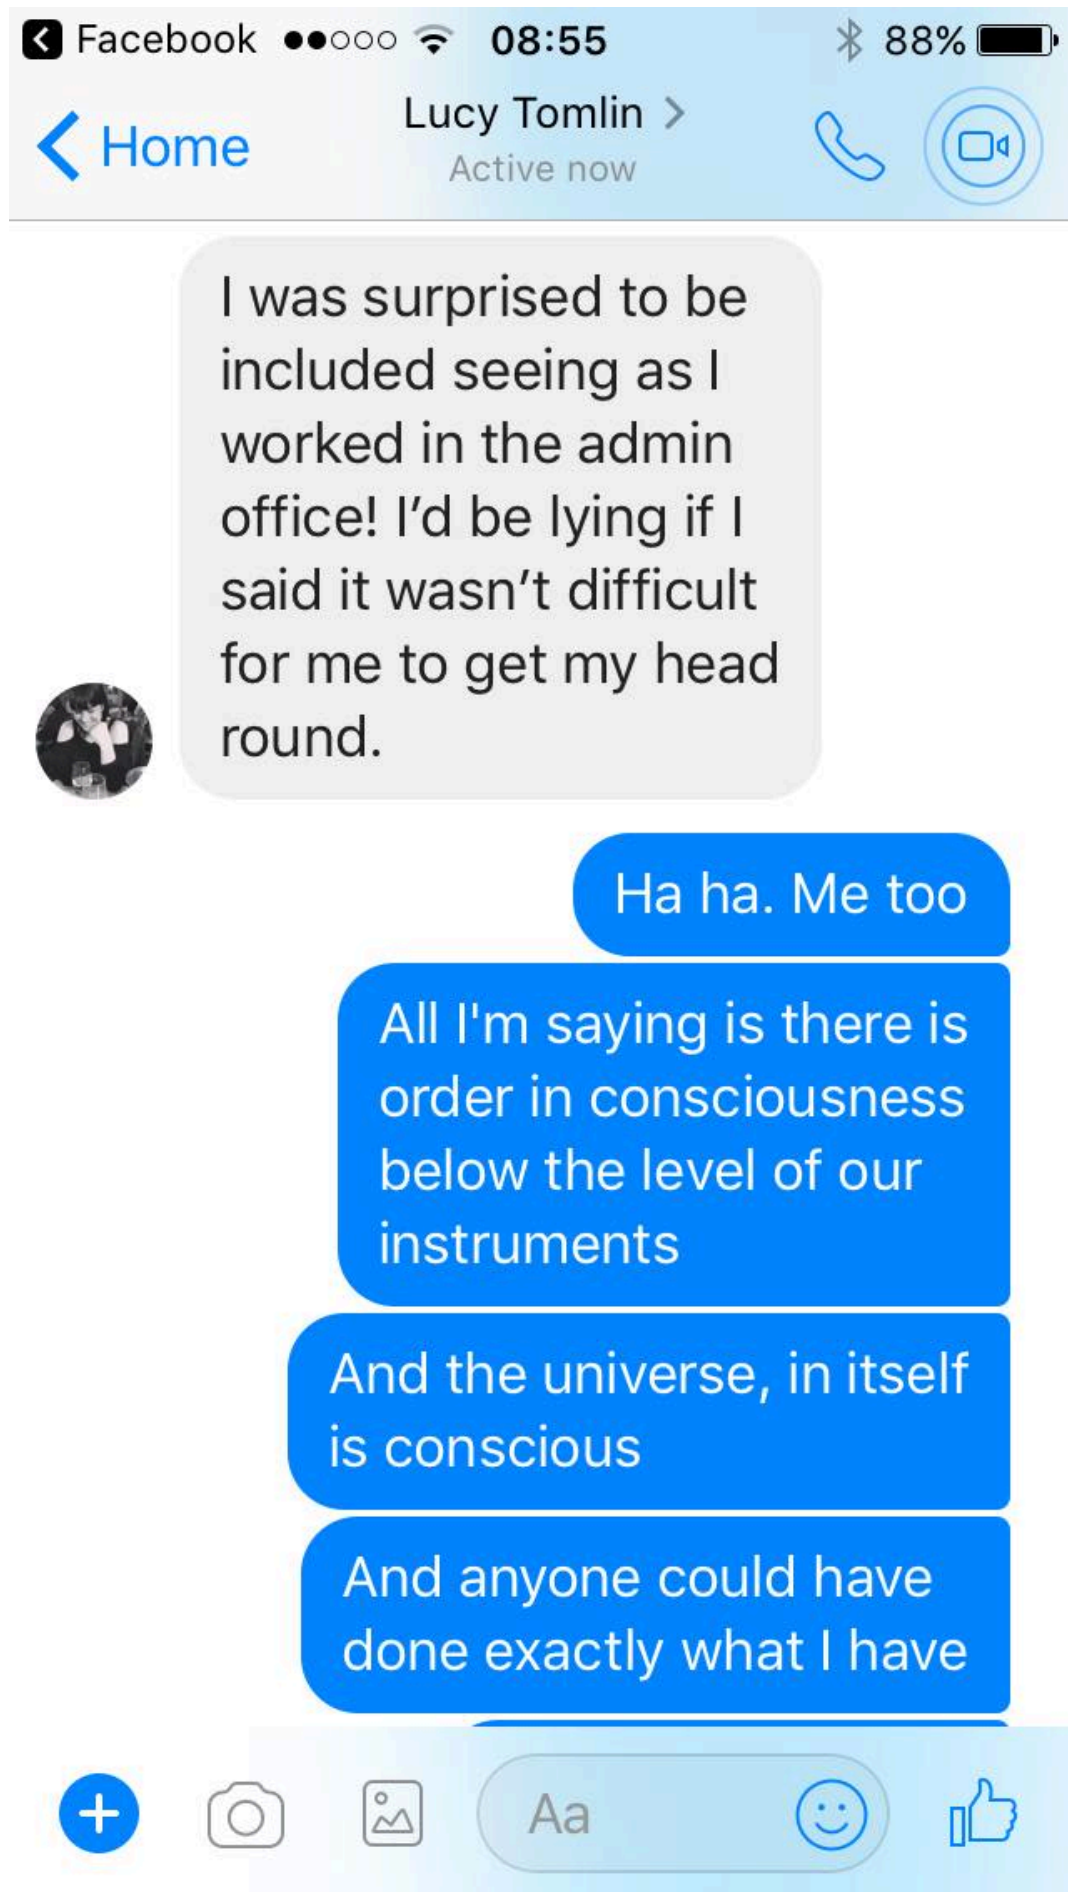 Facebook 08:55 88%
Home
Lucy Tomlin
Active now
I was surprised to be
included seeing as I
worked in the admin
office! I’d be lying if I
said it wasn’t difficult
for me to get my head
round.
Ha ha. Me too
All I'm saying is there is
order in consciousness
below the level of our
instruments
And the universe, in itself
is conscious
And anyone could have
done exactly what I have
Aa